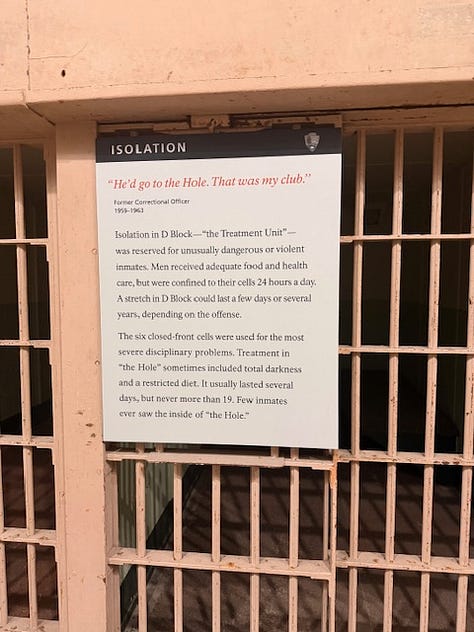 ISOLATION
“He’d go to the Hole. That was my club.”
Former Correctional Officer
1959–1963
Isolation in D Block—“the Treatment Unit”—
was reserved for unusually dangerous or violent
inmates. Men received adequate food and health
care, but were confined to their cells 24 hours a day.
A stretch in D Block could last a few days or several
years, depending on the offense.
The six closed-front cells were used for the most
severe disciplinary problems. Treatment in
“the Hole” sometimes included total darkness
and a restricted diet. It usually lasted several
days, but never more than 19. Few inmates
ever saw the inside of “the Hole.”